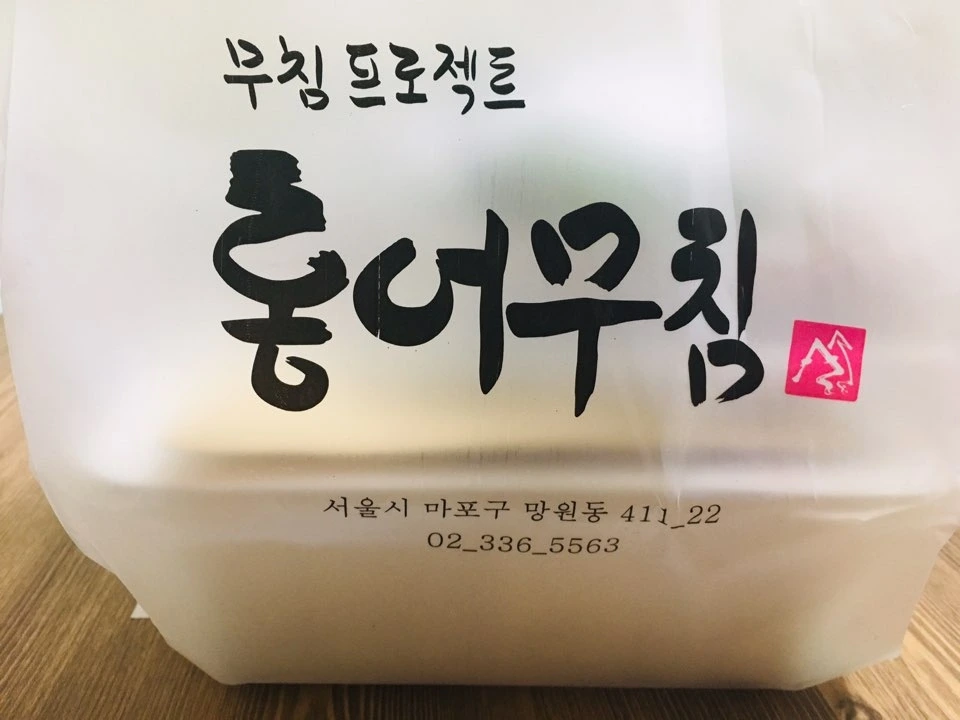 무침 프로젝트
홍어무침
서울시 마포구 망원동 411_22
02_336_5563